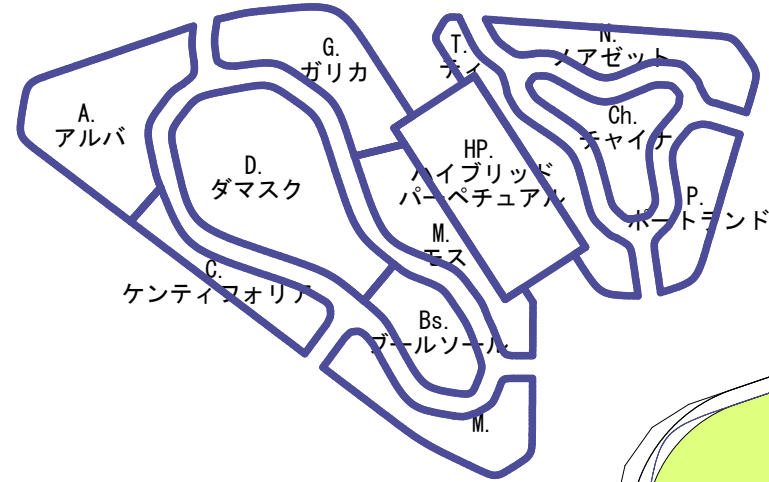 G.
ガリカ
T.
ティ
N.
ノアゼット
A.
アルバ
Ch.
チャイナ
D.
ダマスク
HP.
ハイブリッド
パーペチュアル
P.
ポートランド
M.
モス
C.
ケンティフォリア
Bs.
ブールソール
M.